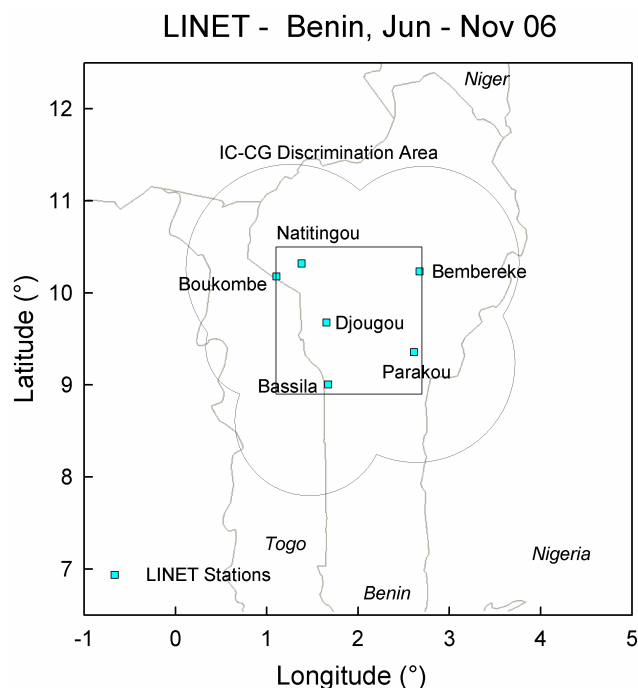 LINET -  Benin, Jun - Nov 06
Niger
12
IC-CG Discrimination Area
11
Natitingou
Boukombe
Bembereke
10
Djougou
Latitude (°)
Parakou
9
Bassila
8
Togo
Nigeria
7
LINET Stations
Benin
-1 0 1 2 3 4 5
Longitude (°)